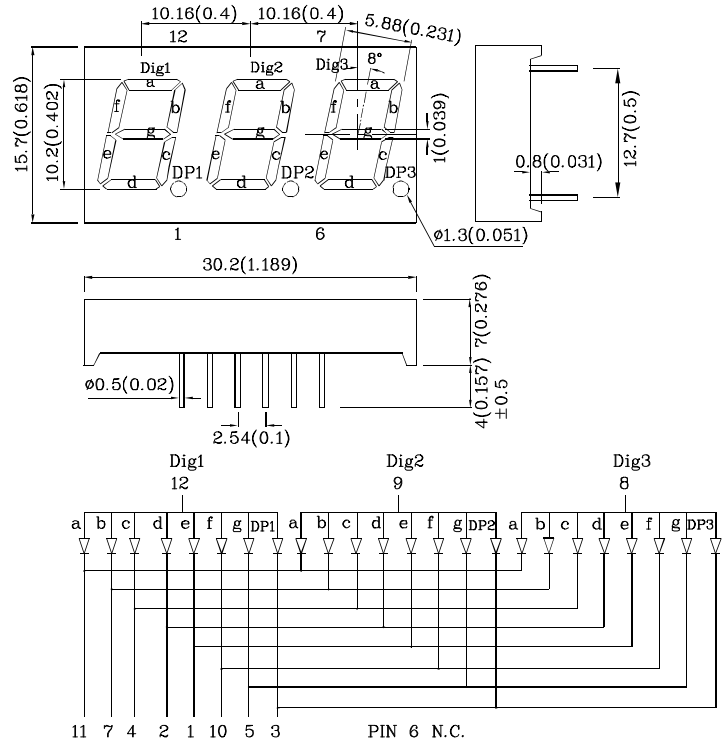 10.16(0.4) 10.16(0.4) 5.88(0.231)
12 7
8°
Dig1 Dig2 Dig3
a a a
f b f b f b
g g g
e c e c e c
d d d
DP1 DP2 DP3
15.7(0.618)
10.2(0.402)
1(0.039)
0.8(0.031)
12.7(0.5)
ø1.3(0.051)
1 6
30.2(1.189)
7(0.276)
ø0.5(0.02)
4(0.157)
±0.5
2.54(0.1)
Dig1 Dig2 Dig3
12 9 8
a b c d e f g DP1 a b c d e f g DP2 a b c d e f g DP3
11 7 4 2 1 10 5 3 PIN 6 N.C.